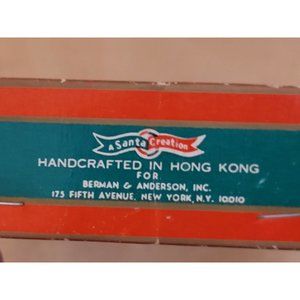 A Santa Creation
HANDCRAFTED IN HONG KONG
FOR
BERMAN & ANDERSON, INC.
175 FIFTH AVENUE, NEW YORK, N.Y. 10010